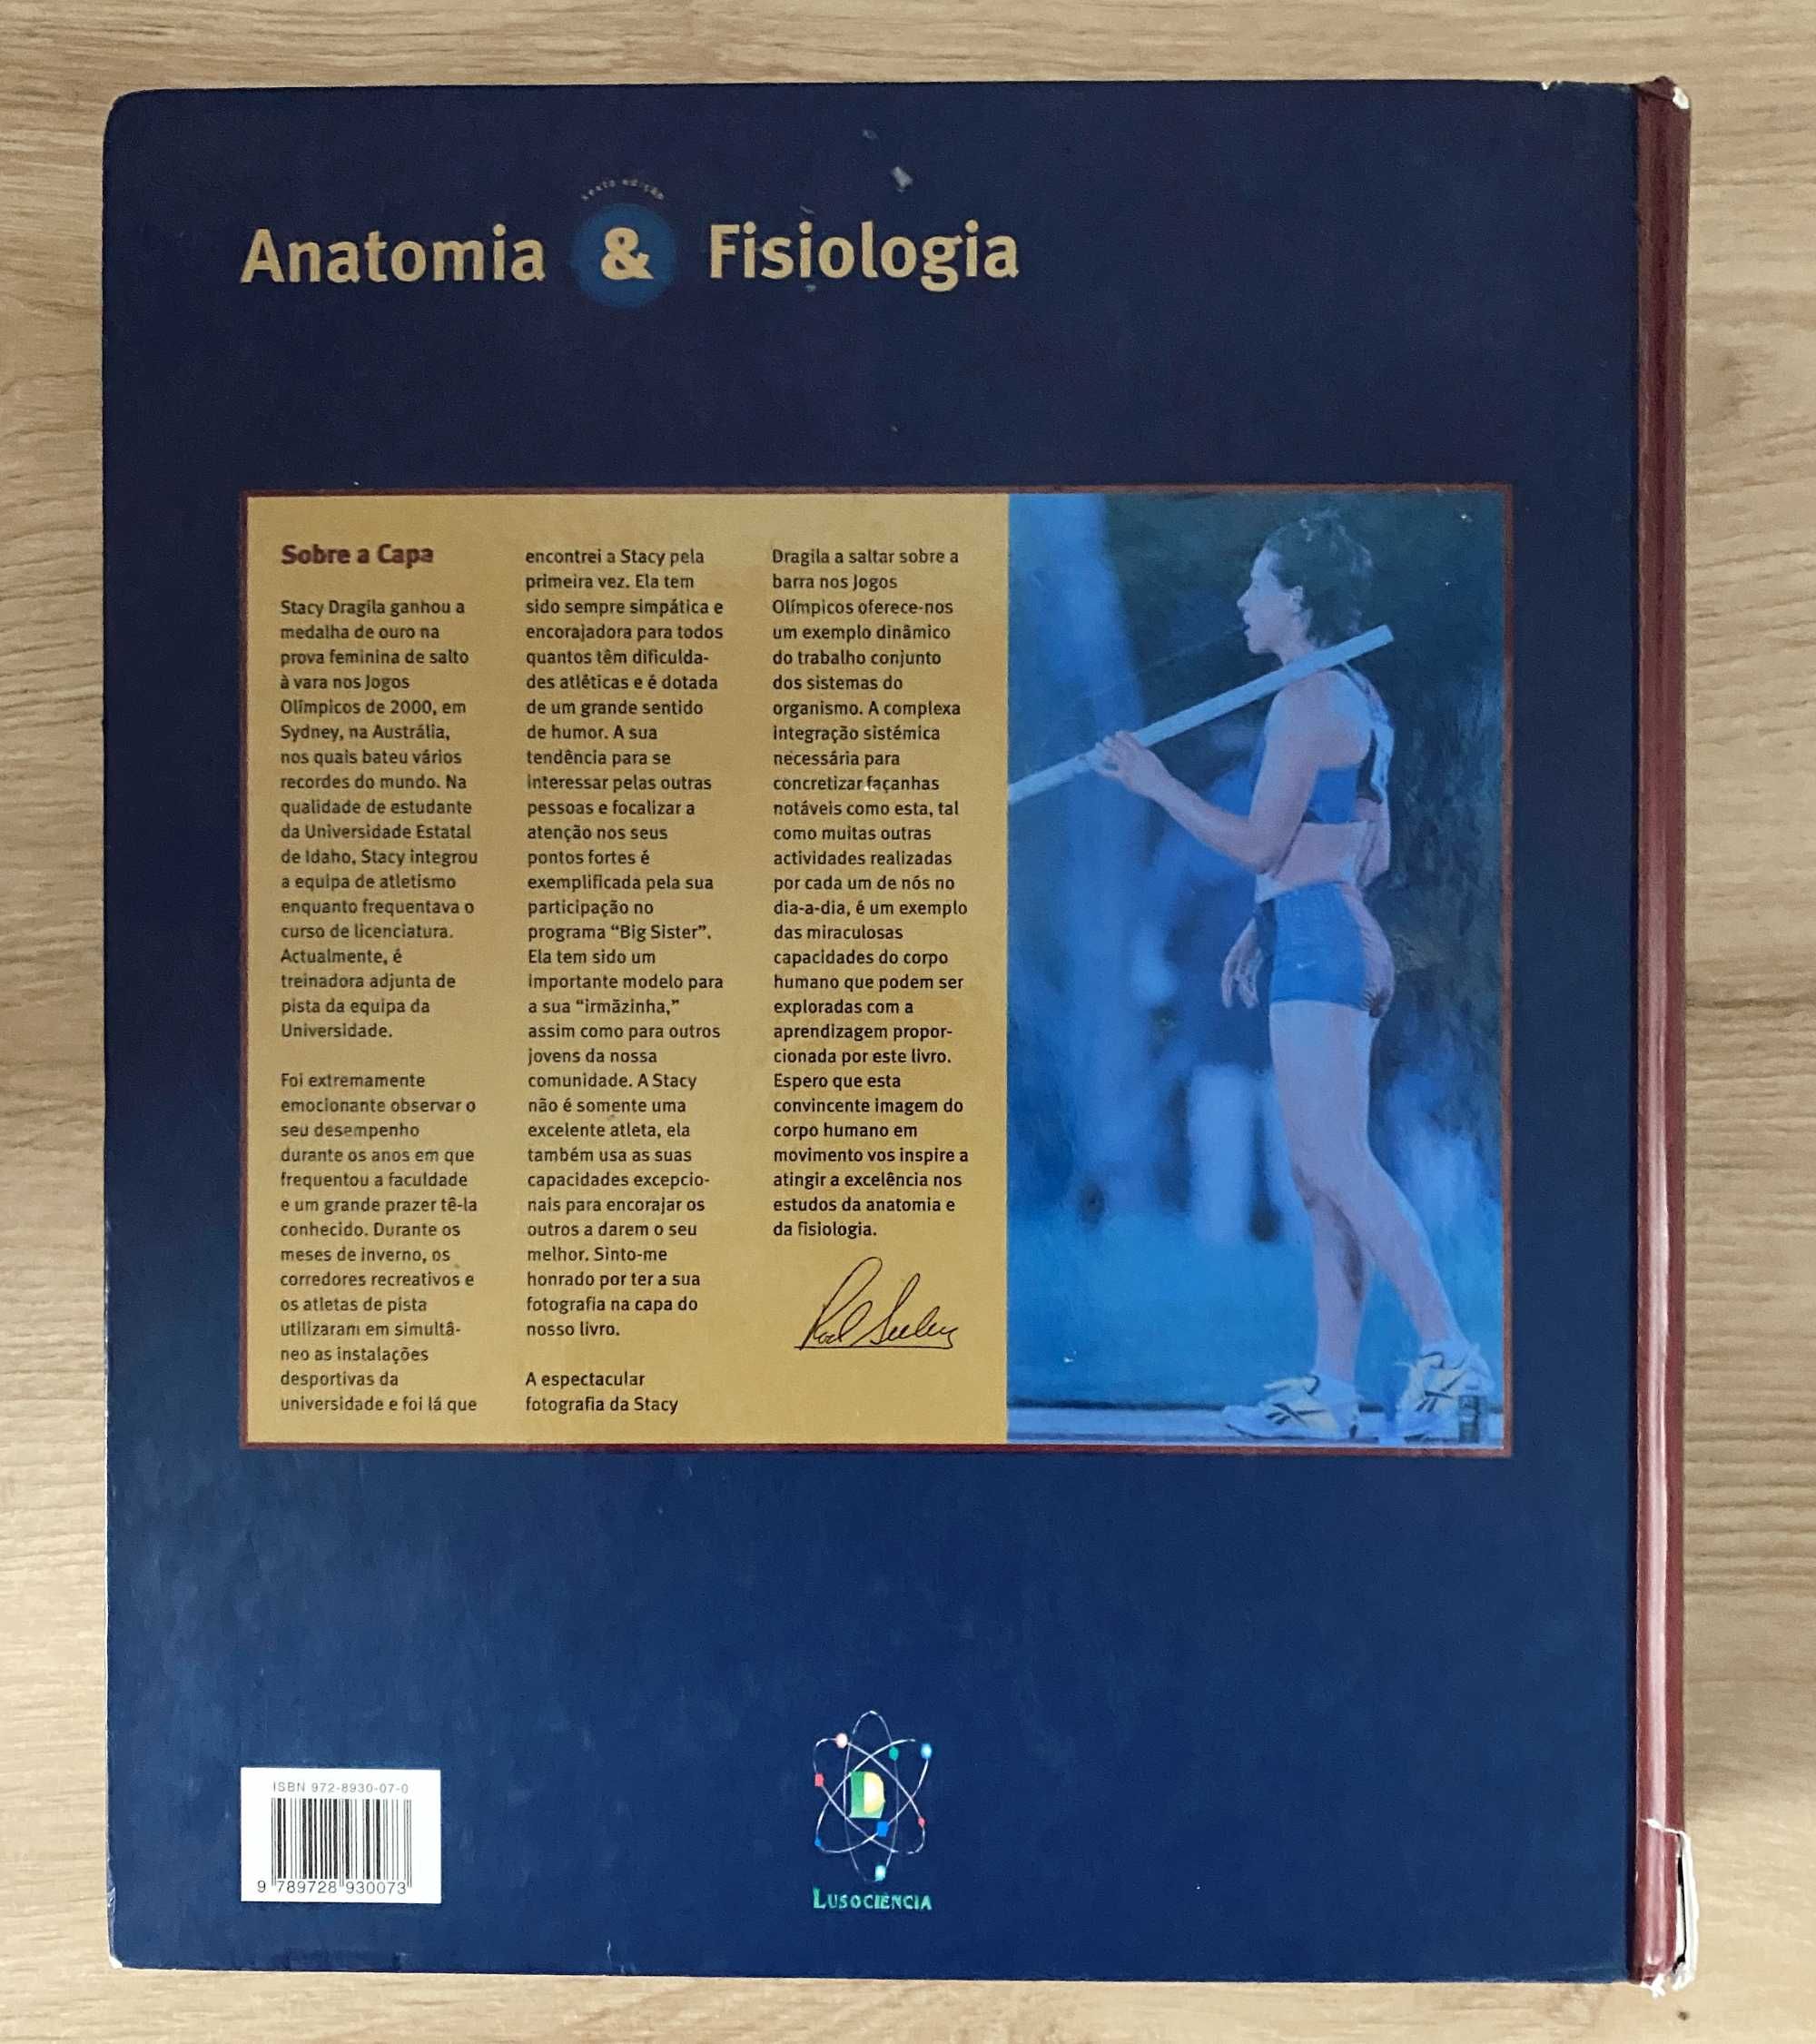 sexta edição
Anatomia & Fisiologia
Sobre a Capa
Stacy Dragila ganhou a
medalha de ouro na
prova feminina de salto
à vara nos Jogos
Olímpicos de 2000, em
Sydney, na Austrália,
nos quais bateu vários
recordes do mundo. Na
qualidade de estudante
da Universidade Estatal
de Idaho, Stacy integrou
a equipa de atletismo
enquanto frequentava o
curso de licenciatura.
Actualmente, é
treinadora adjunta de
pista da equipa da
Universidade.
Foi extremamente
emocionante observar o
seu desempenho
durante os anos em que
frequentou a faculdade
e um grande prazer tê-la
conhecido. Durante os
meses de inverno, os
corredores recreativos e
os atletas de pista
utilizaram em simultâ-
neo as instalações
desportivas da
universidade e foi lá que
encontrei a Stacy pela
primeira vez. Ela tem
sido sempre simpática e
encorajadora para todos
quantos têm dificulda-
des atléticas e é dotada
de um grande sentido
de humor. A sua
tendência para se
interessar pelas outras
pessoas e focalizar a
atenção nos seus
pontos fortes é
exemplificada pela sua
participação no
programa “Big Sister”.
Ela tem sido um
importante modelo para
a sua “irmãzinha,”
assim como para outros
jovens da nossa
comunidade. A Stacy
não é somente uma
excelente atleta, ela
também usa as suas
capacidades excepcio-
nais para encorajar os
outros a darem o seu
melhor. Sinto-me
honrado por ter a sua
fotografia na capa do
nosso livro.
A espectacular
fotografia da Stacy
Dragila a saltar sobre a
barra nos Jogos
Olímpicos oferece-nos
um exemplo dinâmico
do trabalho conjunto
dos sistemas do
organismo. A complexa
integração sistémica
necessária para
concretizar façanhas
notáveis como esta, tal
como muitas outras
actividades realizadas
por cada um de nós no
dia-a-dia, é um exemplo
das miraculosas
capacidades do corpo
humano que podem ser
exploradas com a
aprendizagem propor-
cionada por este livro.
Espero que esta
convincente imagem do
corpo humano em
movimento vos inspire a
atingir a excelência nos
estudos da anatomia e
da fisiologia.
Rod Seeley
ISBN 972-8930-07-0
9 789728 930073
LUSOCIÊNCIA